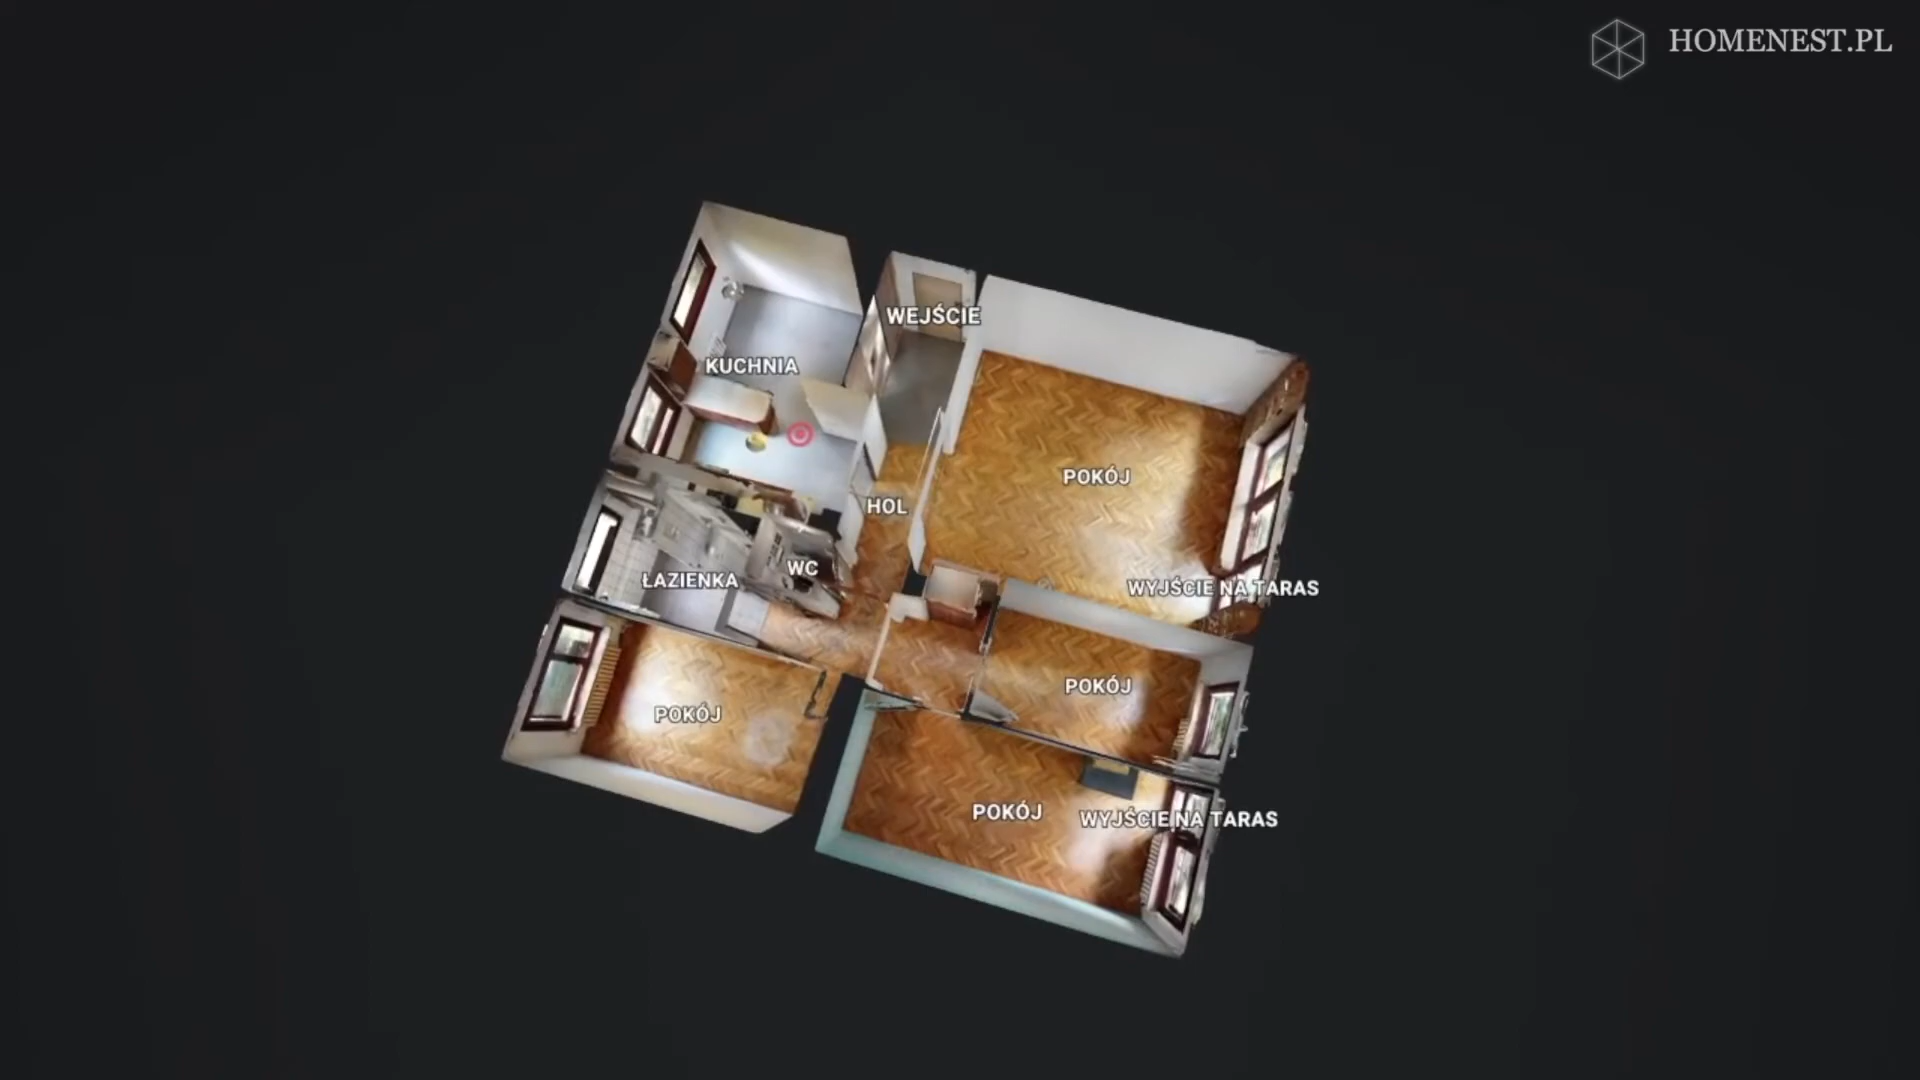 HOMENEST.PL
WEJŚCIE
KUCHNIA
POKÓJ
HOL
WC
ŁAZIENKA
WYJŚCIE NA TARAS
POKÓJ
POKÓJ
POKÓJ
WYJŚCIE NA TARAS